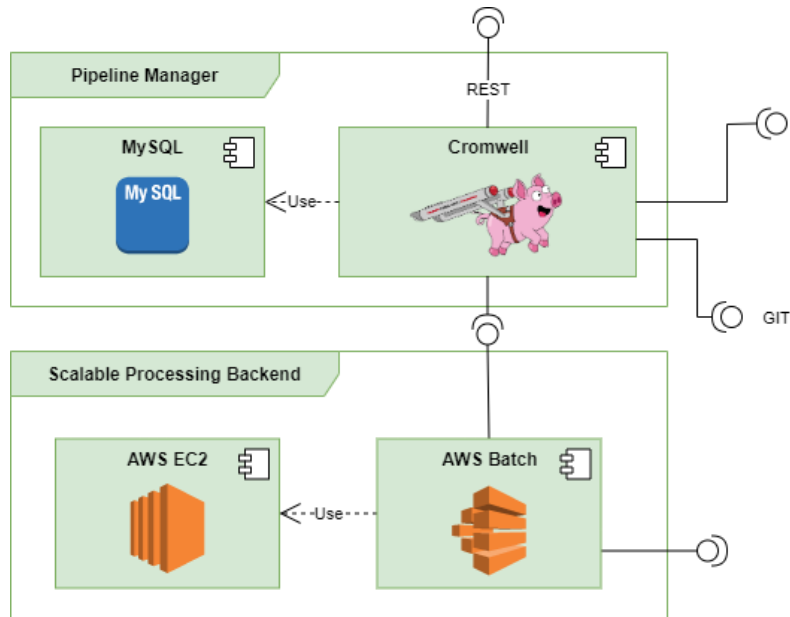 REST
Pipeline Manager
MySQL
Cromwell
My SQL
Use
GIT
Scalable Processing Backend
AWS EC2
AWS Batch
Use